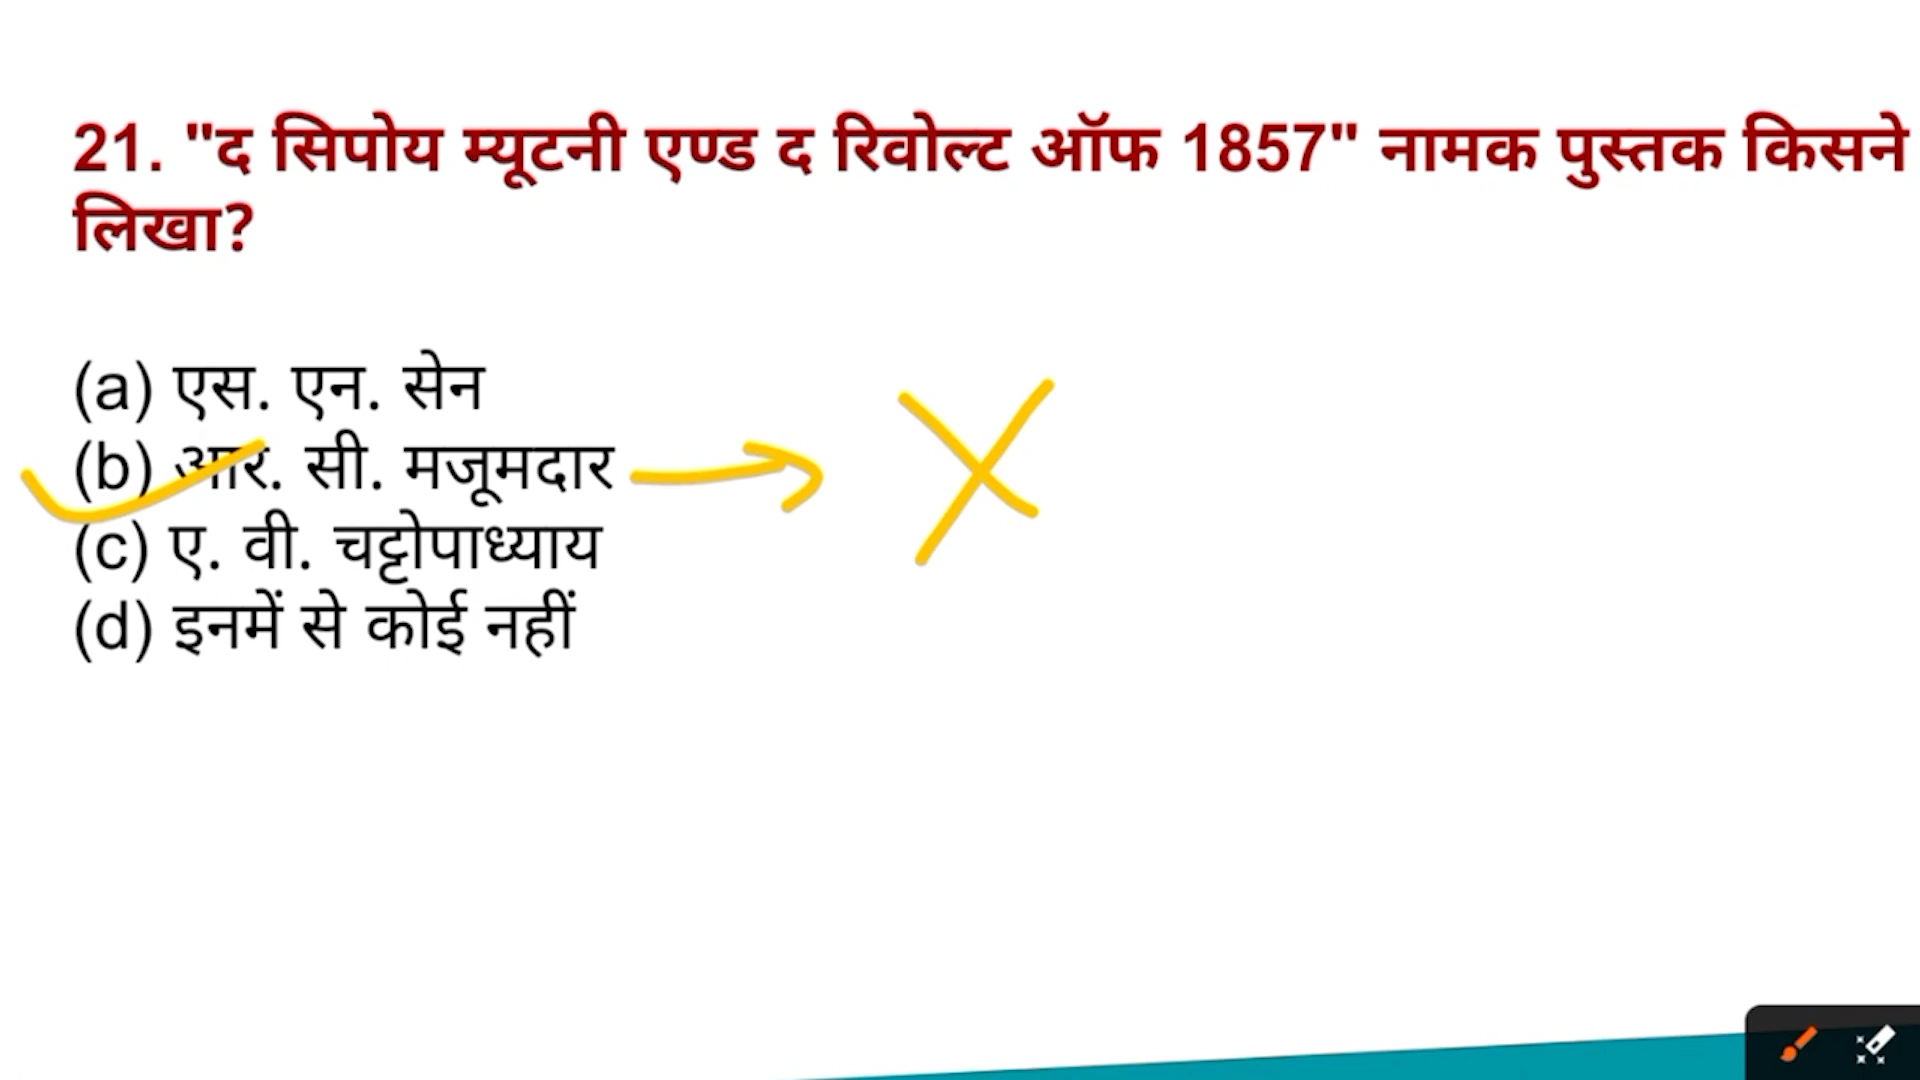 21. "द सिपोय म्यूटनी एण्ड द रिवोल्ट ऑफ 1857" नामक पुस्तक किसने
लिखा?
(a) एस. एन. सेन
(b) आर. सी. मजूमदार
(c) ए. वी. चट्टोपाध्याय
(d) इनमें से कोई नहीं